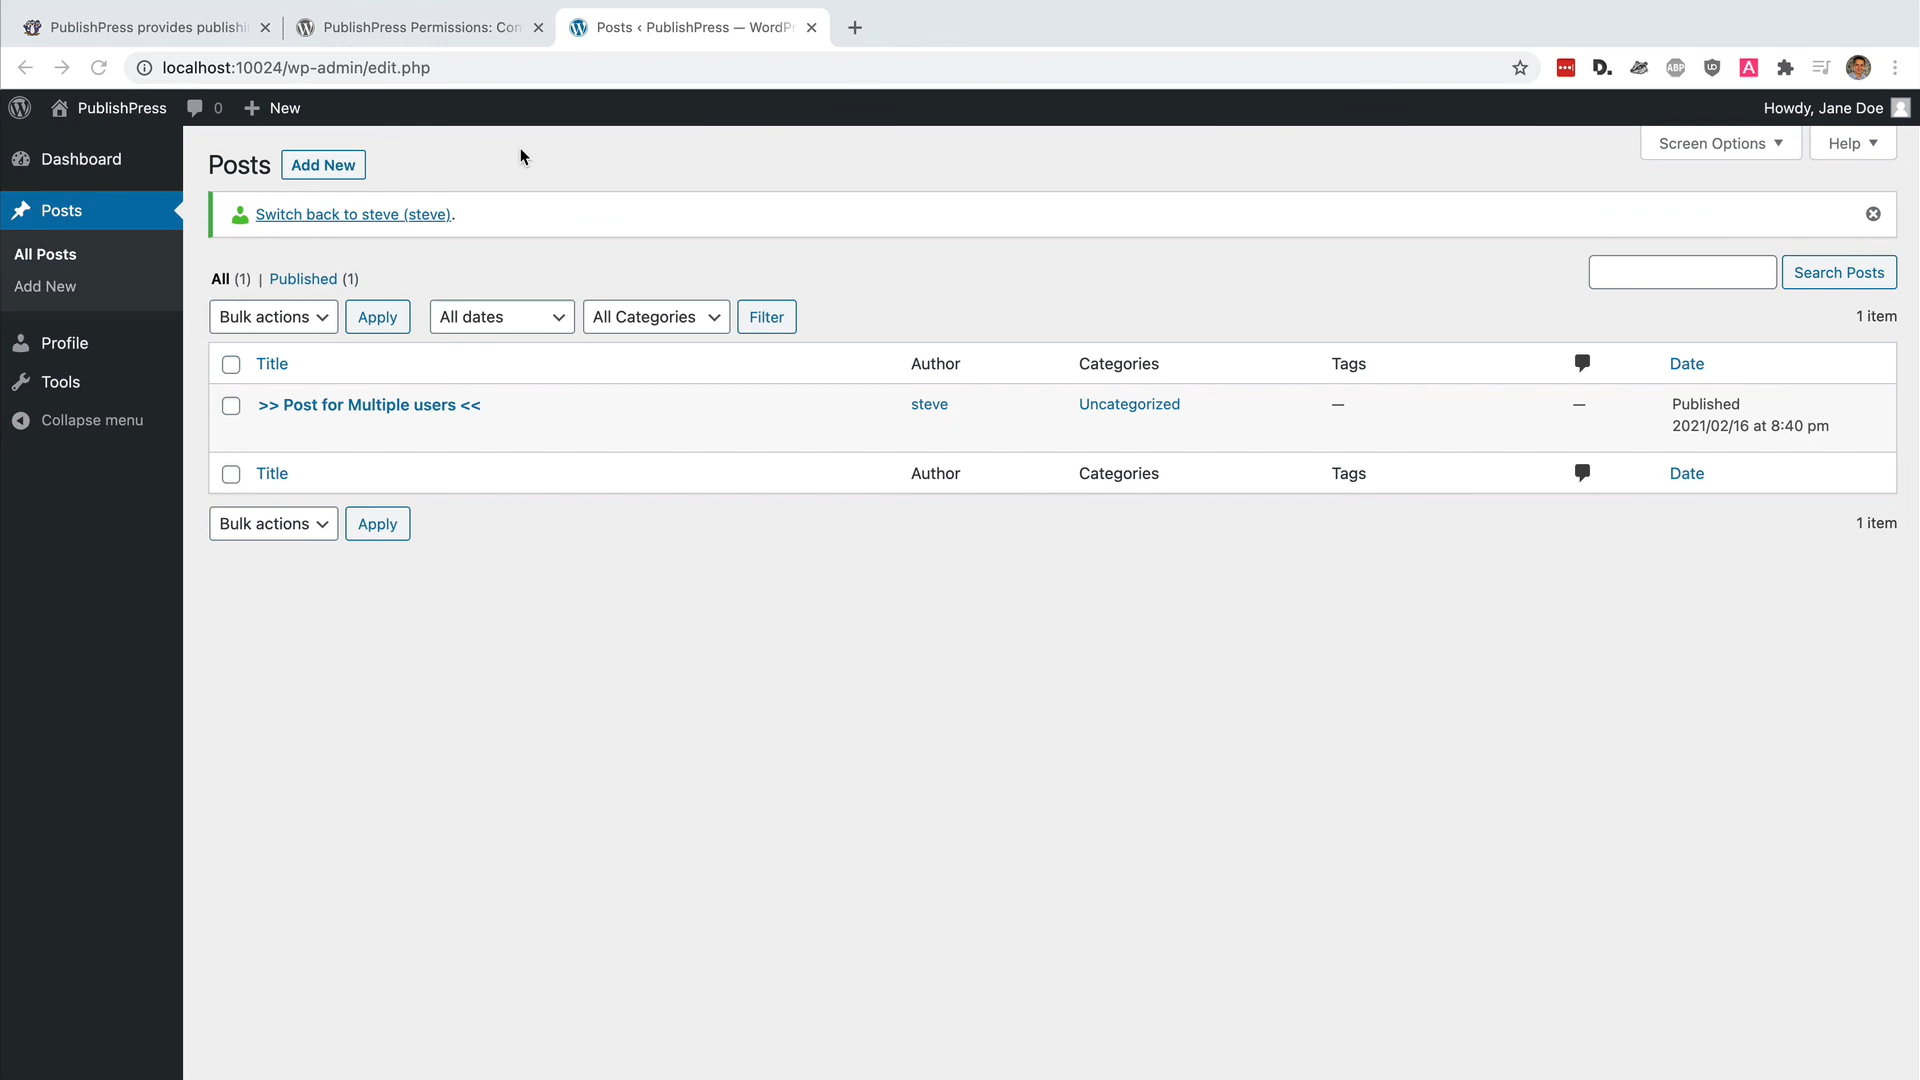 PublishPress provides publishi
PublishPress Permissions: Con
Posts ‹ PublishPress — WordPr
localhost:10024/wp-admin/edit.php
D.
ABP
A
PublishPress 0 New
Howdy, Jane Doe
Dashboard
Posts
All Posts
Add New
Profile
Tools
Collapse menu
Posts Add New
Screen Options Help
Switch back to steve (steve).
All (1) | Published (1)
Search Posts
Bulk actions Apply All dates All Categories Filter
1 item
Title Author Categories Tags Date
>> Post for Multiple users << steve Uncategorized — — Published
2021/02/16 at 8:40 pm
Title Author Categories Tags Date
Bulk actions Apply
1 item